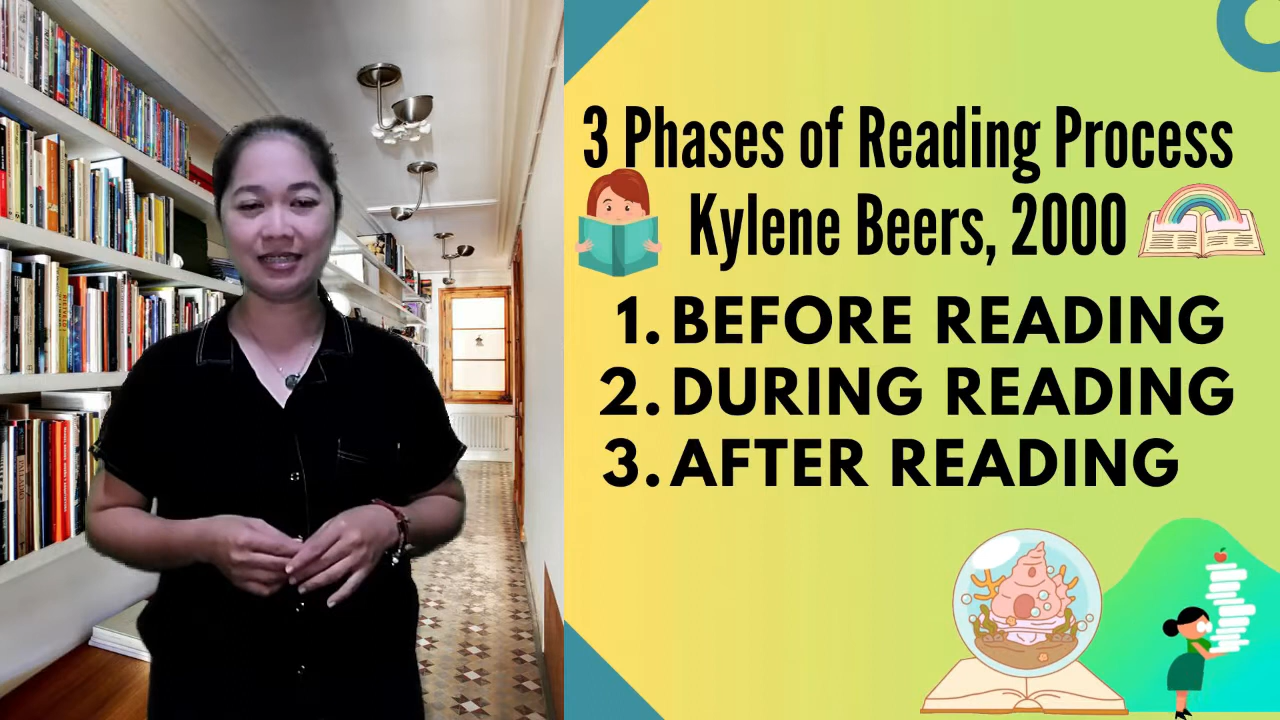 3 Phases of Reading Process
Kylene Beers, 2000
1. BEFORE READING
2. DURING READING
3. AFTER READING